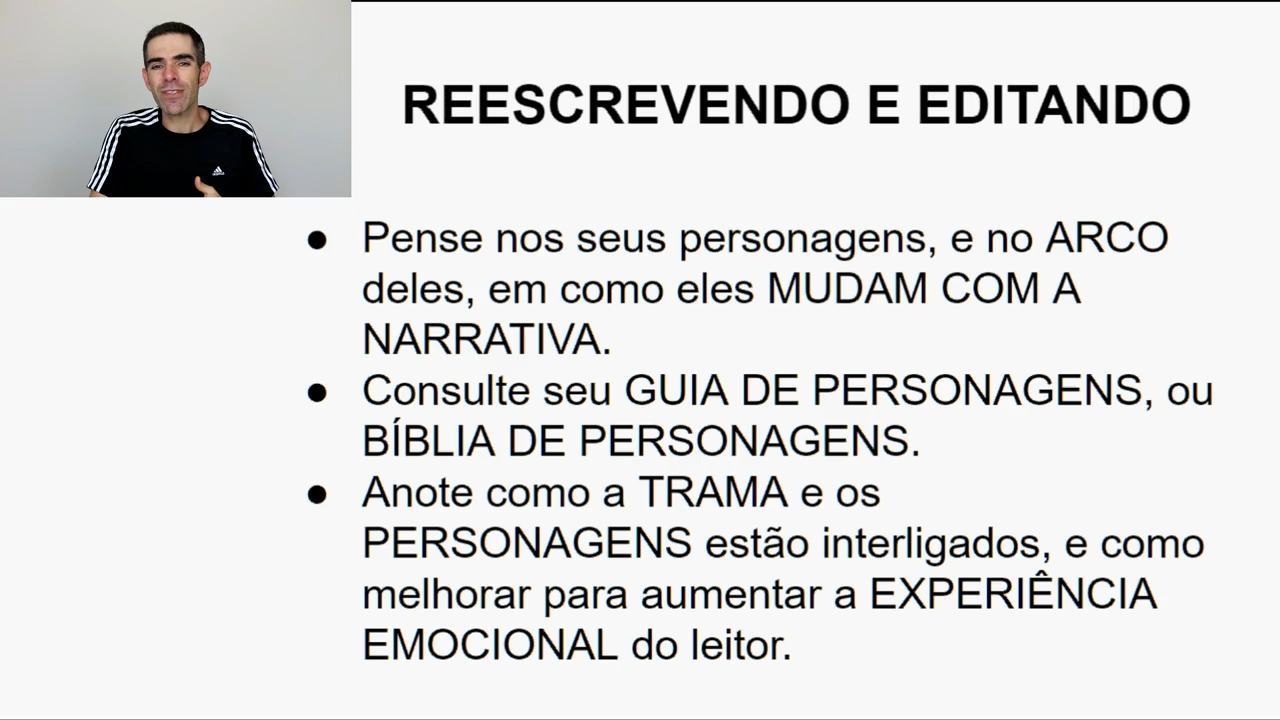 REESCREVENDO E EDITANDO
● Pense nos seus personagens, e no ARCO
deles, em como eles MUDAM COM A
NARRATIVA.
● Consulte seu GUIA DE PERSONAGENS, ou
BÍBLIA DE PERSONAGENS.
● Anote como a TRAMA e os
PERSONAGENS estão interligados, e como
melhorar para aumentar a EXPERIÊNCIA
EMOCIONAL do leitor.